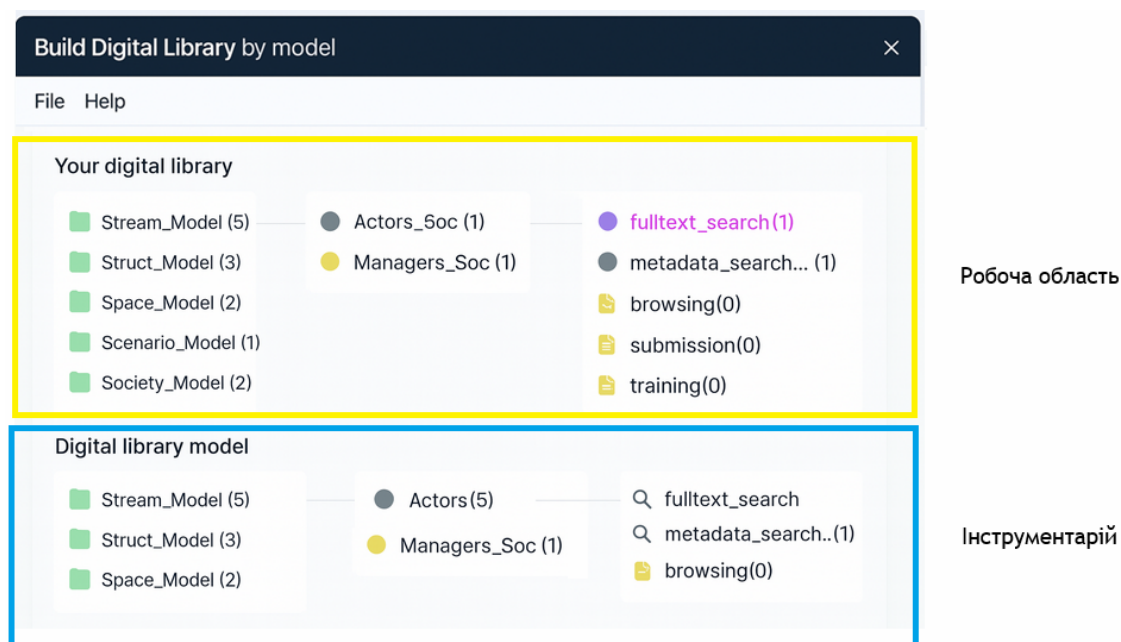 Build Digital Library by model
File Help
Your digital library
Stream_Model (5)
Struct_Model (3)
Space_Model (2)
Scenario_Model (1)
Society_Model (2)
Actors_Soc (1)
Managers_Soc (1)
fulltext_search(1)
metadata_search... (1)
browsing(0)
submission(0)
training(0)
Робоча область
Digital library model
Stream_Model (5)
Struct_Model (3)
Space_Model (2)
Actors(5)
Managers_Soc (1)
fulltext_search
metadata_search..(1)
browsing(0)
Інструментарій